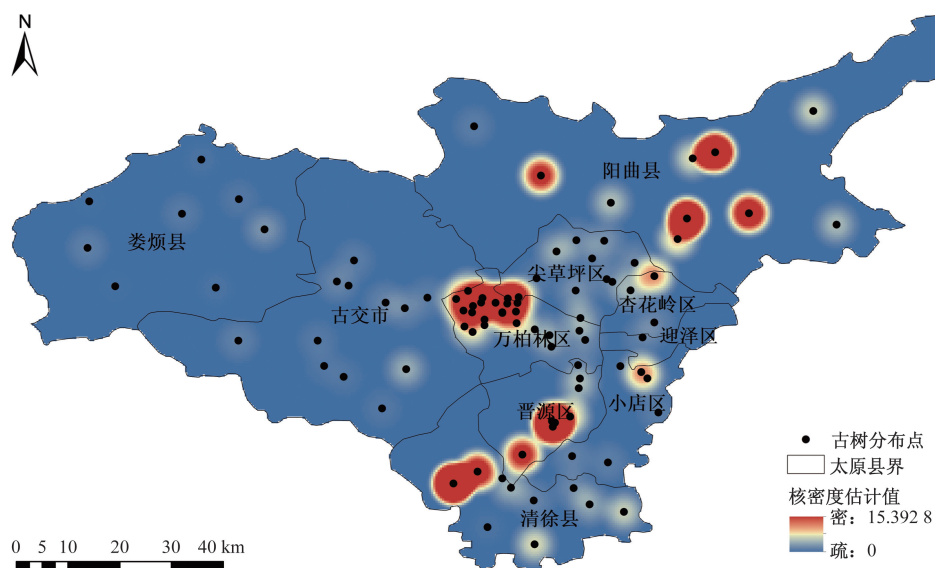 N
阳曲县
娄烦县
尖草坪区
杏花岭区
古交市
万柏林区
迎泽区
小店区
晋源区
清徐县
古树分布点
太原县界
核密度估计值
密：15.392 8
疏：0
0 5 10 20 30 40 km